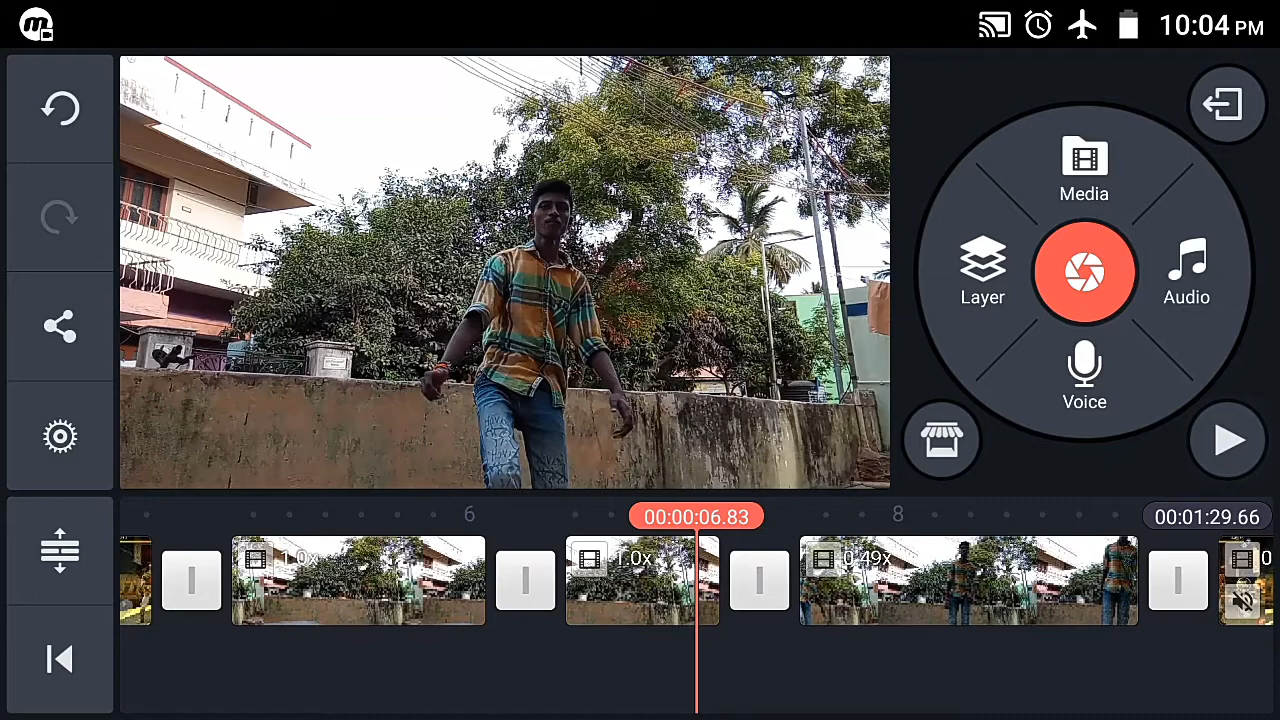 m
10:04 PM
Media
Layer
Audio
Voice
6
00:00:06.83
8
00:01:29.66
1.0x
1.0x
0.49x
0